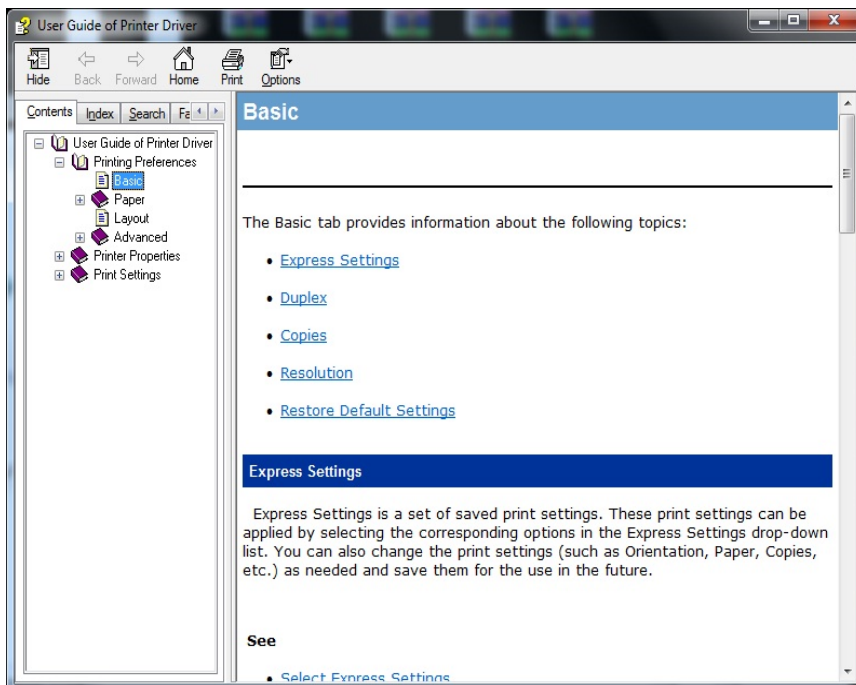 User Guide of Printer Driver
Hide Back Forward Home Print Options
Contents Index Search Fa
User Guide of Printer Driver
Printing Preferences
Basic
Paper
Layout
Advanced
Printer Properties
Print Settings
Basic
The Basic tab provides information about the following topics:
• Express Settings
• Duplex
• Copies
• Resolution
• Restore Default Settings
Express Settings
Express Settings is a set of saved print settings. These print settings can be
applied by selecting the corresponding options in the Express Settings drop-down
list. You can also change the print settings (such as Orientation, Paper, Copies,
etc.) as needed and save them for the use in the future.
See
• Select Express Settings